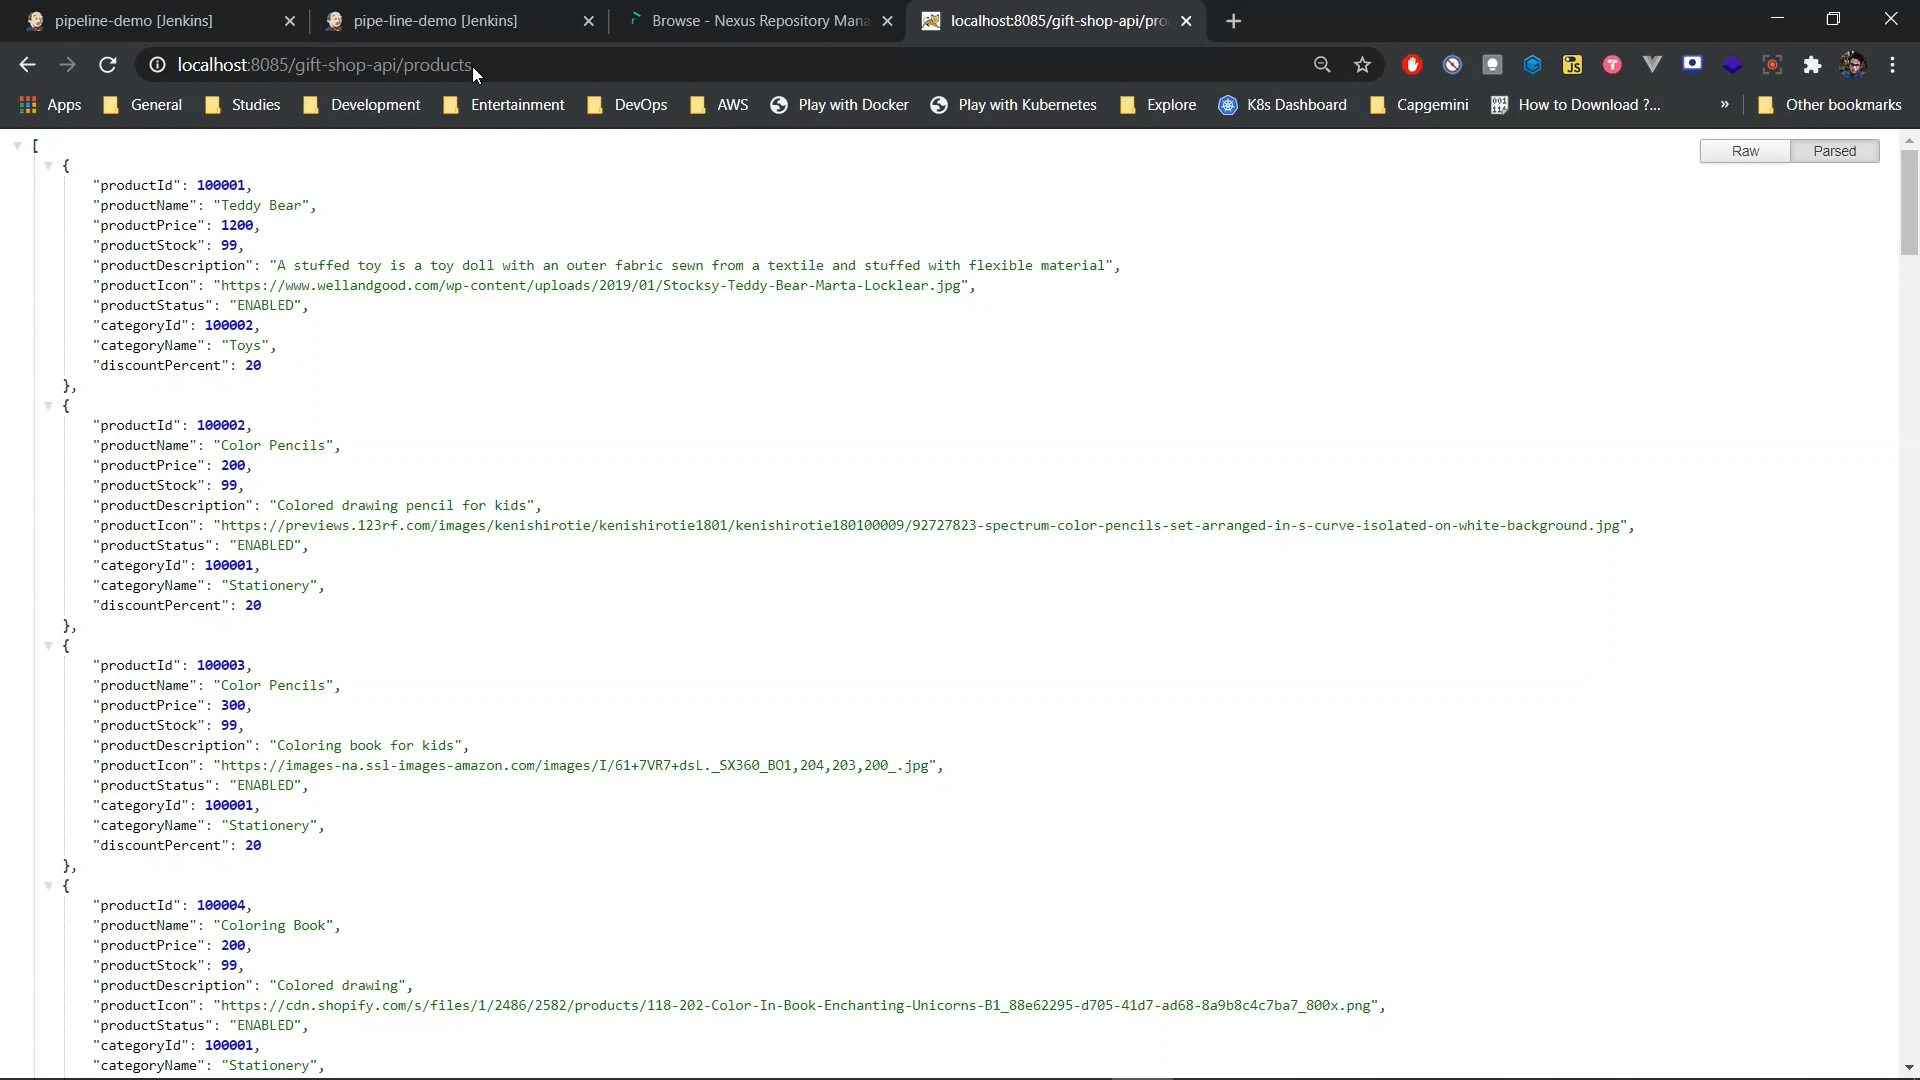 pipeline-demo [Jenkins]
pipe-line-demo [Jenkins]
Browse - Nexus Repository Mana
localhost:8085/gift-shop-api/pro
localhost:8085/gift-shop-api/products
Apps
General
Studies
Development
Entertainment
DevOps
AWS
Play with Docker
Play with Kubernetes
Explore
K8s Dashboard
Capgemini
How to Download ?...
»
Other bookmarks
Raw
Parsed
[
{
"productId": 100001,
"productName": "Teddy Bear",
"productPrice": 1200,
"productStock": 99,
"productDescription": "A stuffed toy is a toy doll with an outer fabric sewn from a textile and stuffed with flexible material",
"productIcon": "https://www.wellandgood.com/wp-content/uploads/2019/01/Stocksy-Teddy-Bear-Marta-Locklear.jpg",
"productStatus": "ENABLED",
"categoryId": 100002,
"categoryName": "Toys",
"discountPercent": 20
},
{
"productId": 100002,
"productName": "Color Pencils",
"productPrice": 200,
"productStock": 99,
"productDescription": "Colored drawing pencil for kids",
"productIcon": "https://previews.123rf.com/images/kenishirotie/kenishirotie1801/kenishirotie180100009/92727823-spectrum-color-pencils-set-arranged-in-s-curve-isolated-on-white-background.jpg",
"productStatus": "ENABLED",
"categoryId": 100001,
"categoryName": "Stationery",
"discountPercent": 20
},
{
"productId": 100003,
"productName": "Color Pencils",
"productPrice": 300,
"productStock": 99,
"productDescription": "Coloring book for kids",
"productIcon": "https://images-na.ssl-images-amazon.com/images/I/61+7VR7+dsL._SX360_BO1,204,203,200_.jpg",
"productStatus": "ENABLED",
"categoryId": 100001,
"categoryName": "Stationery",
"discountPercent": 20
},
{
"productId": 100004,
"productName": "Coloring Book",
"productPrice": 200,
"productStock": 99,
"productDescription": "Colored drawing",
"productIcon": "https://cdn.shopify.com/s/files/1/2486/2582/products/118-202-Color-In-Book-Enchanting-Unicorns-B1_88e62295-d705-41d7-ad68-8a9b8c4c7ba7_800x.png",
"productStatus": "ENABLED",
"categoryId": 100001,
"categoryName": "Stationery",